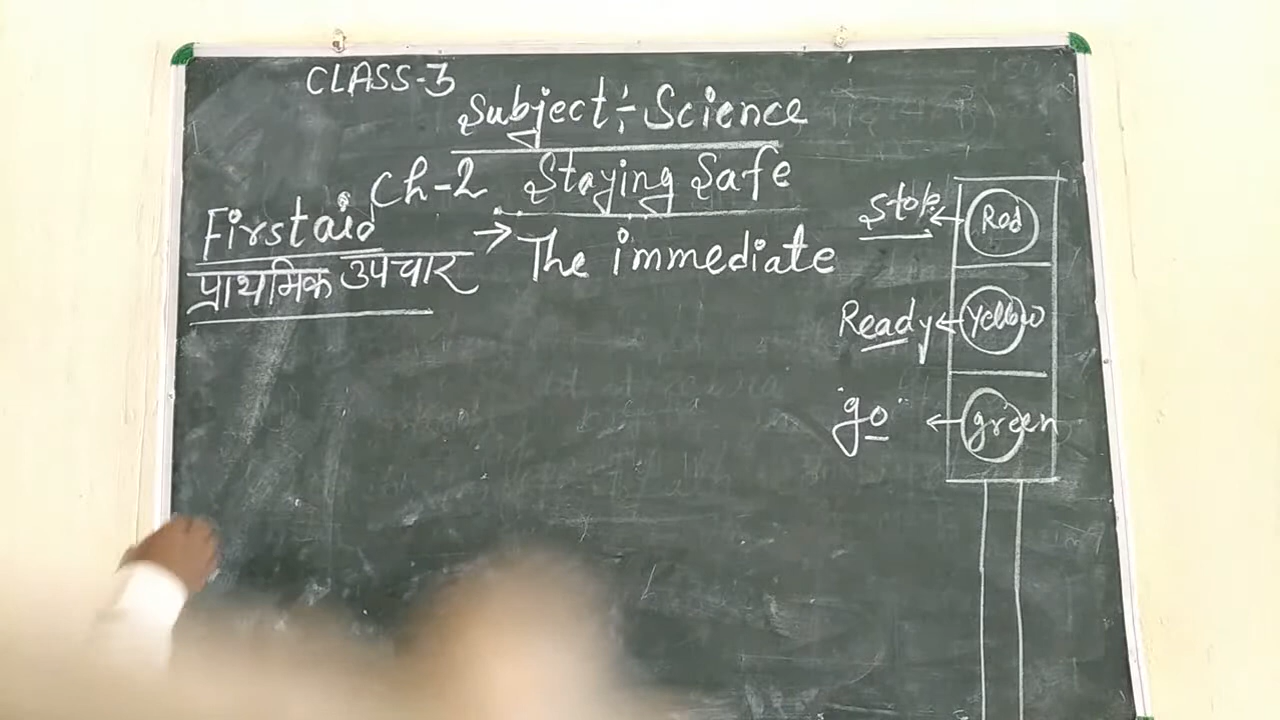 CLASS-3
Subject:- Science
Ch-2 Staying Safe
First aid → The immediate
प्राथमिक उपचार
Stop ← Red
Ready ← Yellow
"go" ← green